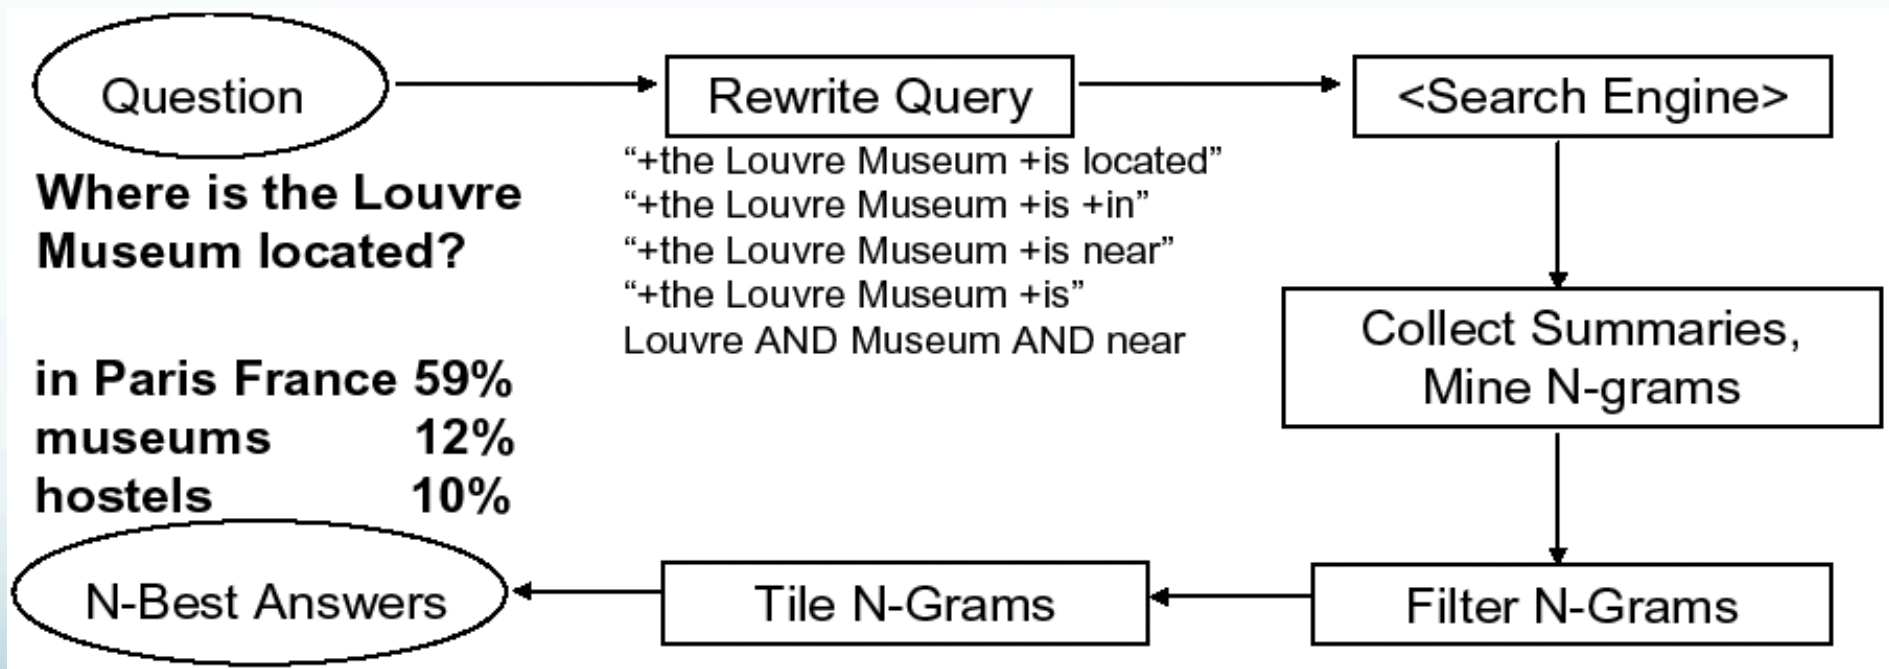 Question
Rewrite Query
<Search Engine>
Where is the Louvre
Museum located?
“+the Louvre Museum +is located”
“+the Louvre Museum +is +in”
“+the Louvre Museum +is near”
“+the Louvre Museum +is”
Louvre AND Museum AND near
Collect Summaries,
Mine N-grams
in Paris France 59%
museums 12%
hostels 10%
N-Best Answers
Tile N-Grams
Filter N-Grams